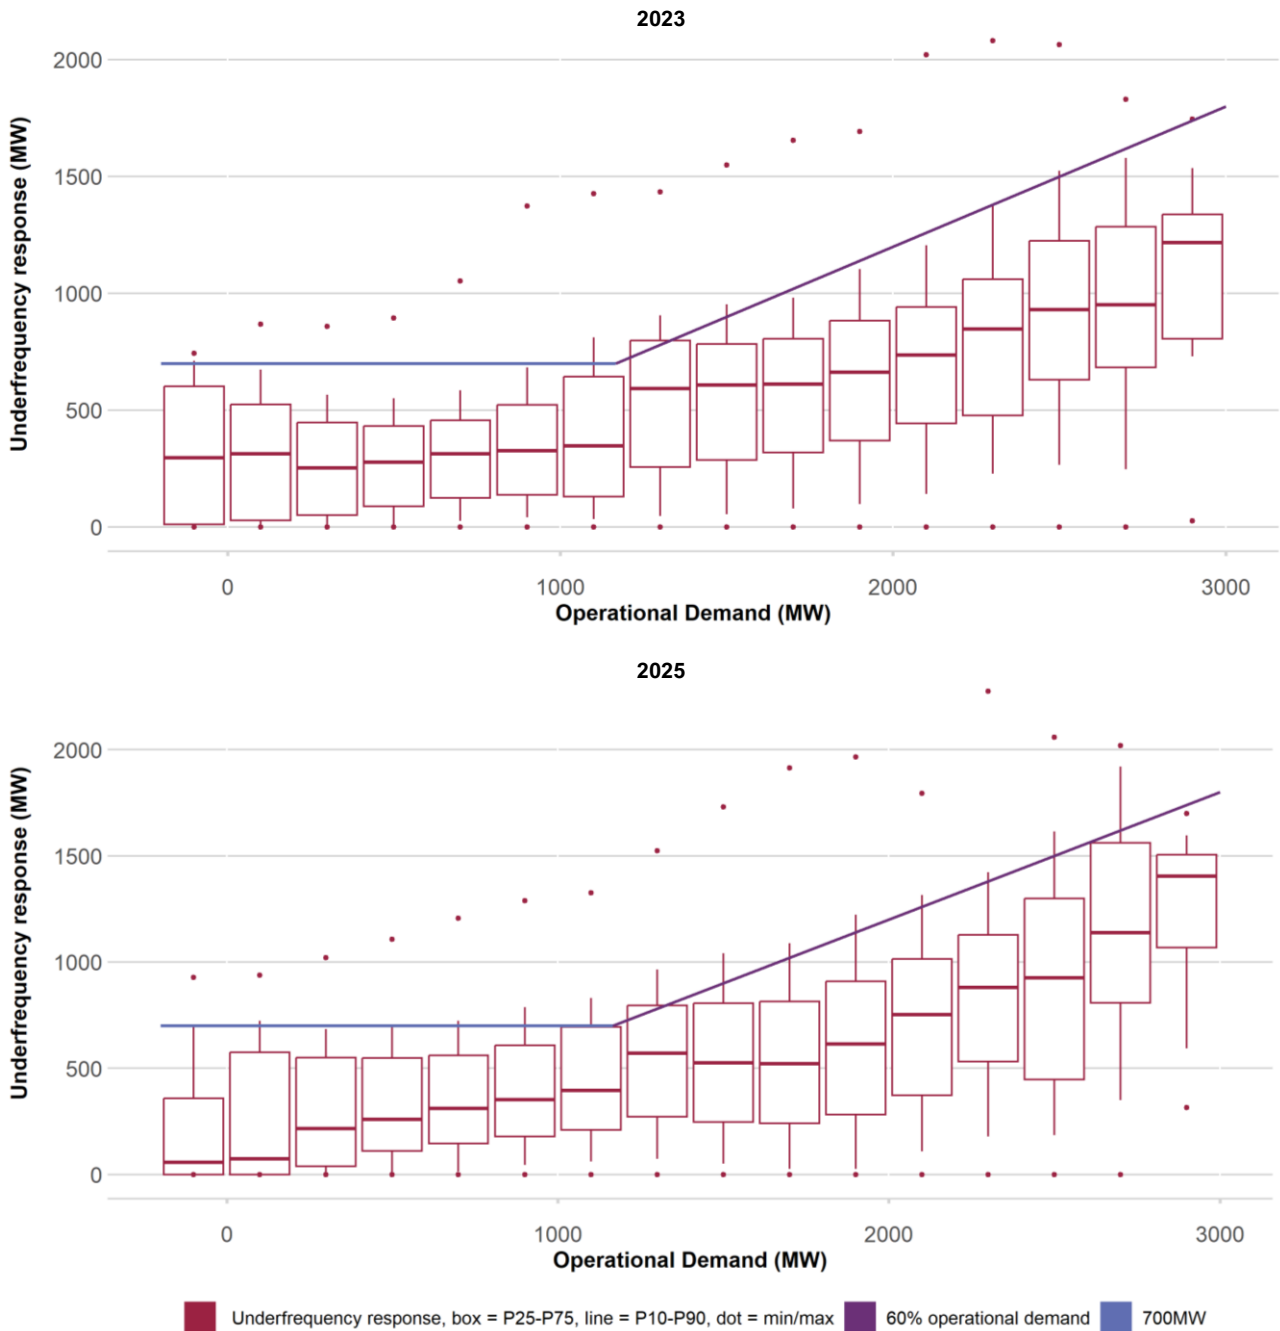 2023
Underfrequency response (MW)
2000
1500
1000
500
0
0 1000 2000 3000
Operational Demand (MW)
2025
Underfrequency response (MW)
2000
1500
1000
500
0
0 1000 2000 3000
Operational Demand (MW)
Underfrequency response, box = P25-P75, line = P10-P90, dot = min/max 60% operational demand 700MW